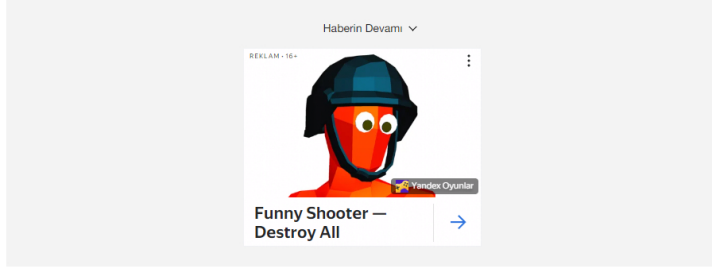 Haberin Devamı
REKLAM • 16+
Yandex Oyunlar
Funny Shooter —
Destroy All